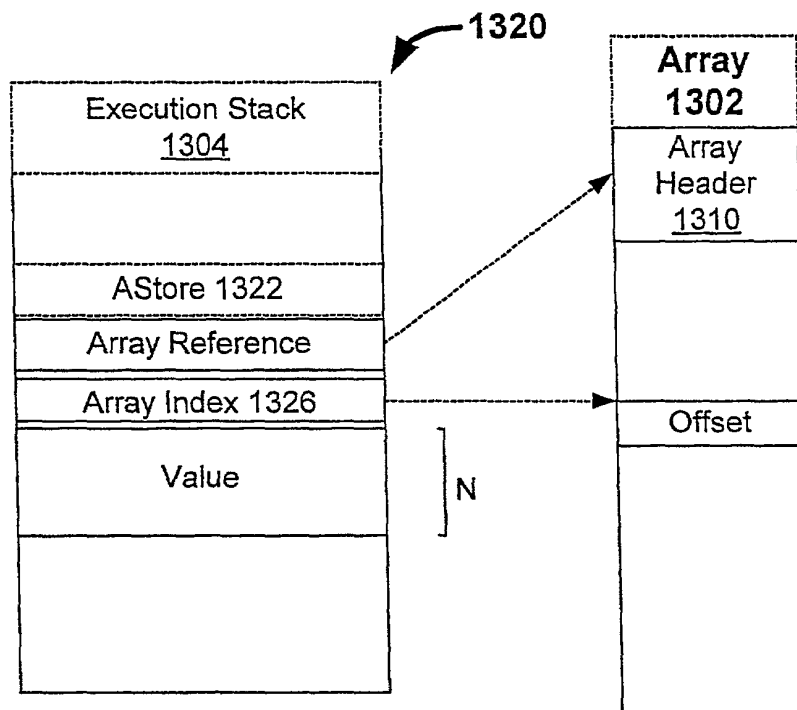 1320
Execution Stack
1304
AStore 1322
Array Reference
Array Index 1326
Value
N
Array
1302
Array
Header
1310
Offset